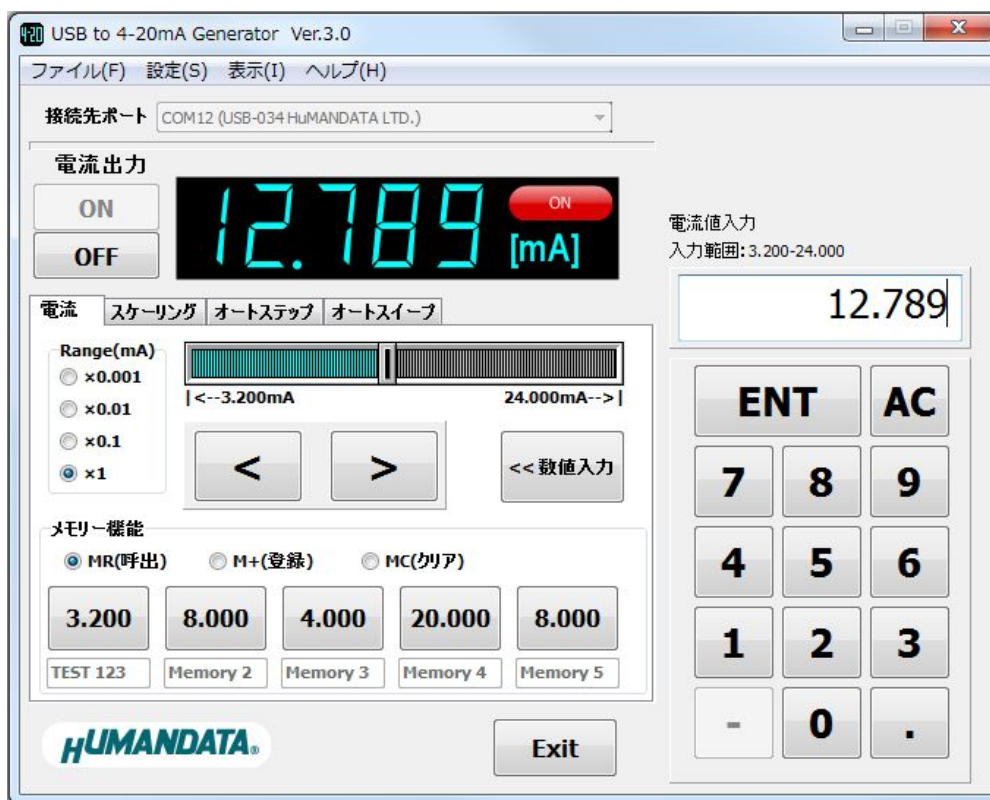 USB to 4-20mA Generator Ver.3.0
ファイル(F) 設定(S) 表示(I) ヘルプ(H)
接続先ポート COM12 (USB-034 HuMANDATA LTD.)
電流出力
ON
OFF
12.789 ON [mA]
電流値入力
入力範囲:3.200-24.000
12.789
電流 スケーリング オートステップ オートスイープ
Range(mA)
×0.001
×0.01
×0.1
×1
|<--3.200mA 24.000mA-->|
< > <<数値入力
メモリー機能
MR(呼出) M+(登録) MC(クリア)
3.200 8.000 4.000 20.000 8.000
TEST 123 Memory 2 Memory 3 Memory 4 Memory 5
HUMANDATA®
Exit
ENT AC
7 8 9
4 5 6
1 2 3
- 0 .